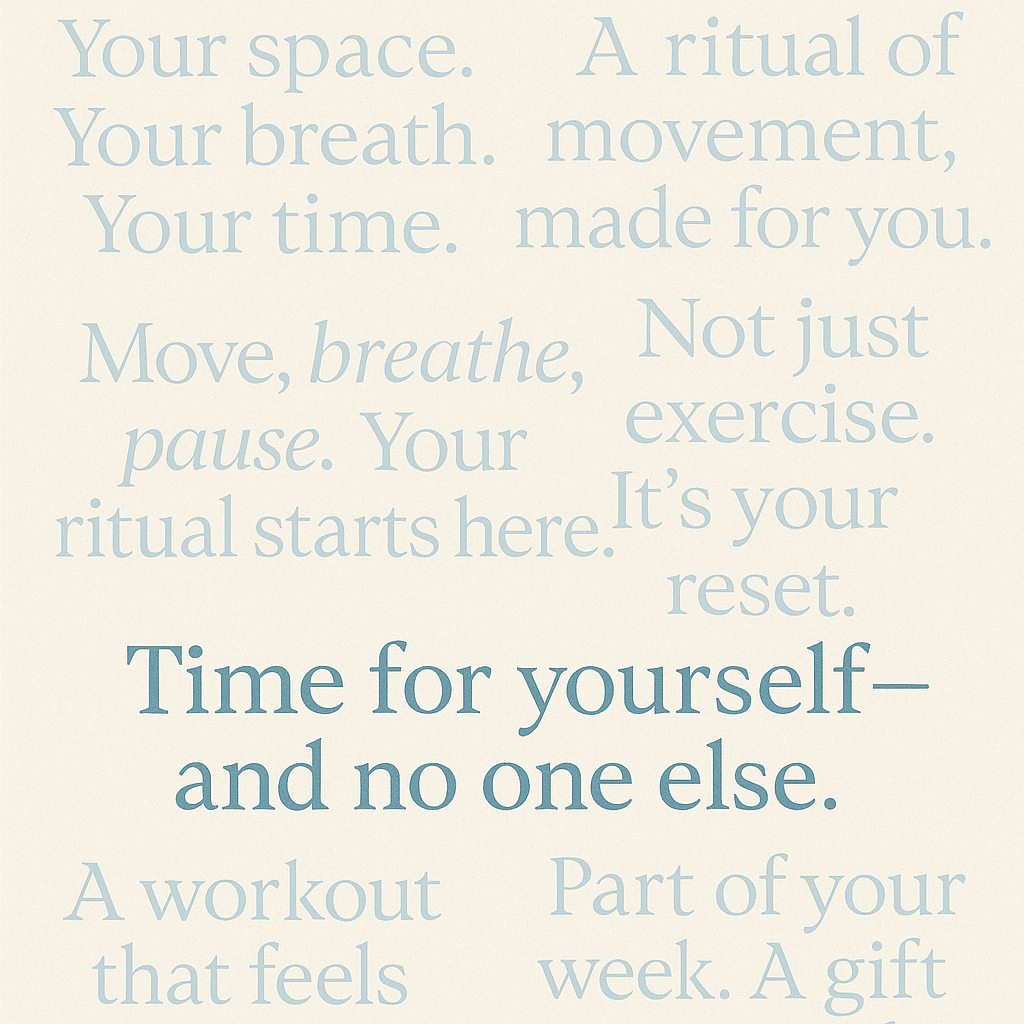 Your space.
Your breath.
Your time.
A ritual of
movement,
made for you.
Move, breathe,
pause. Your
ritual starts here.
Not just
exercise.
It’s your
reset.
Time for yourself—
and no one else.
A workout
that feels
Part of your
week. A gift